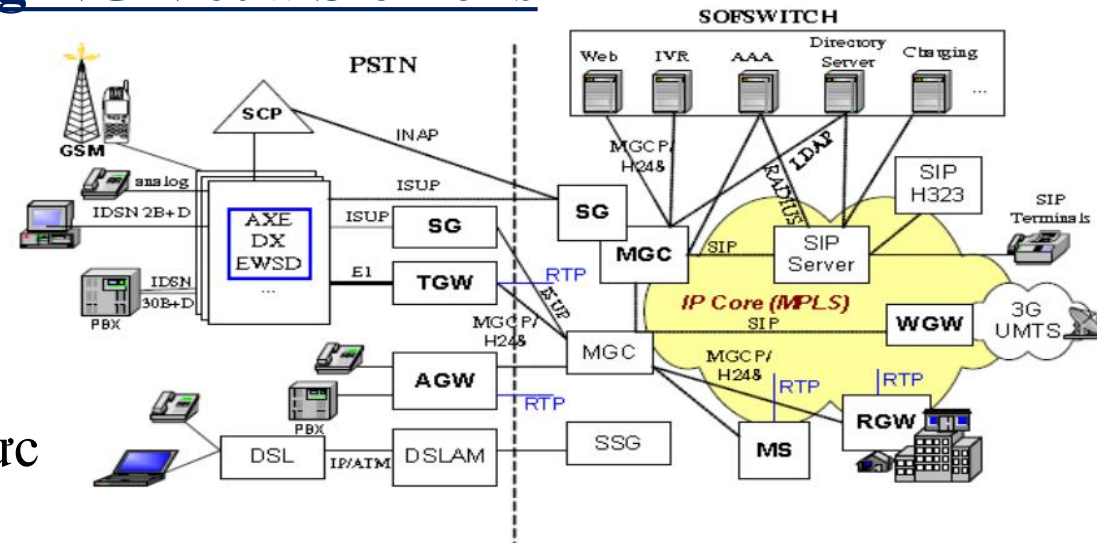 SOFSWITCH
PSTN
Web
IVR
AAA
Directory
Server
Charging
...
SCP
GSM
INAP
MGCP/
H248
LDAP
RADIUS
SIP
H323
SIP
Terminals
analog
IDSN 2B+D
ISUP
ISUP
AXE
DX
EWSD
...
SG
SG
MGC
SIP
SIP
Server
E1
TGW
RTP
ISUP
IDSN
30B+D
PBX
IP Core (MPLS)
SIP
WGW
3G
UMTS
MGCP/
H248
MGC
MGCP/
H248
AGW
RTP
PBX
RTP
RTP
RGW
MS
DSL
IP/ATM
DSLAM
SSG